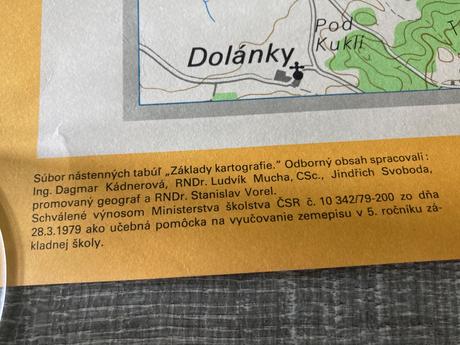 Pod
Kuklí
Dolánky
Súbor nástenných tabúľ „Základy kartografie.” Odborný obsah spracovali:
Ing. Dagmar Kádnerová, RNDr. Ludvík Mucha, CSc., Jindřich Svoboda,
promovaný geograf a RNDr. Stanislav Vorel.
Schválené výnosom Ministerstva školstva ČSR č. 10 342/79-200 zo dňa
28.3.1979 ako učebná pomôcka na vyučovanie zemepisu v 5. ročníku zá-
kladnej školy.